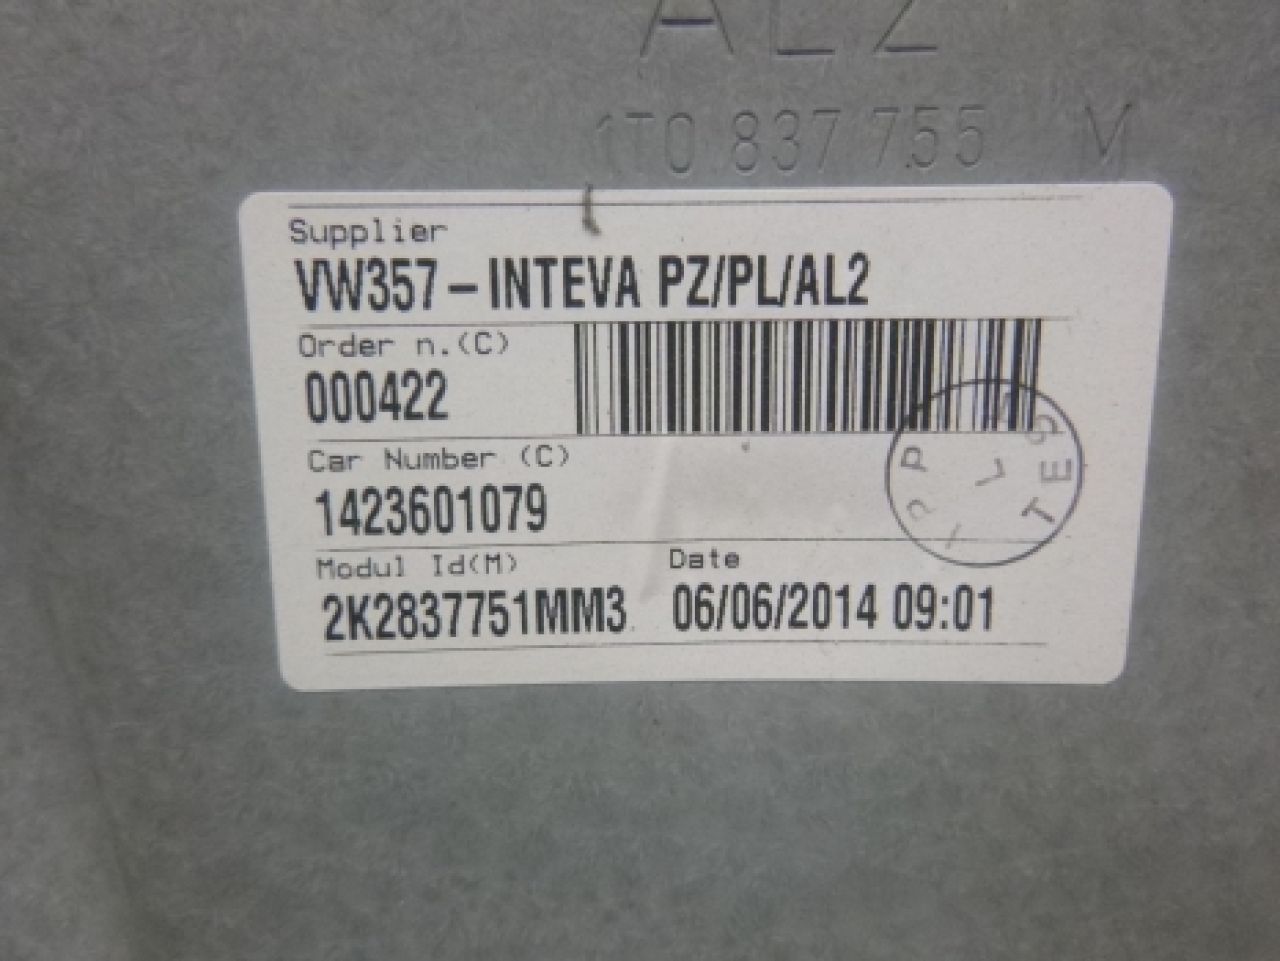 AL2
1T0 837 755 M
Supplier
VW357-INTEVA PZ/PL/AL2
Order n.(C)
000422
Car Number (C)
1423601079
Modul Id(M) Date
2K2837751MM3 06/06/2014 09:01